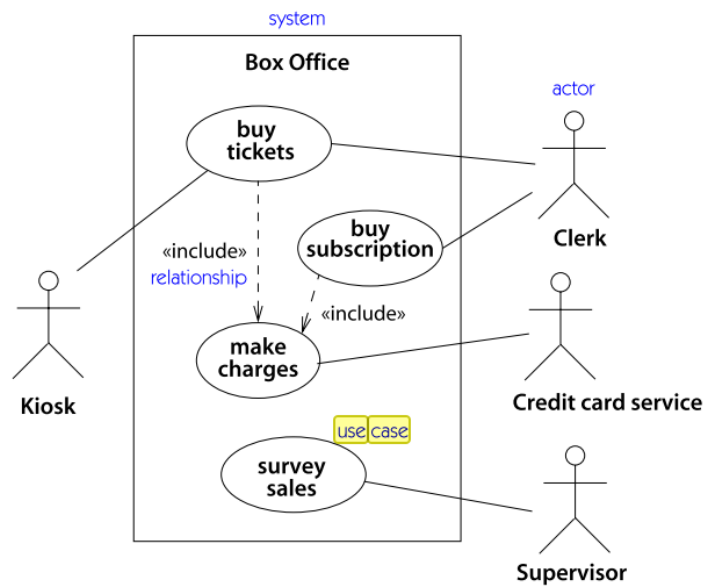 system
Box Office
actor
buy
tickets
buy
subscription
Clerk
«include»
relationship
«include»
make
charges
Kiosk
Credit card service
use case
survey
sales
Supervisor